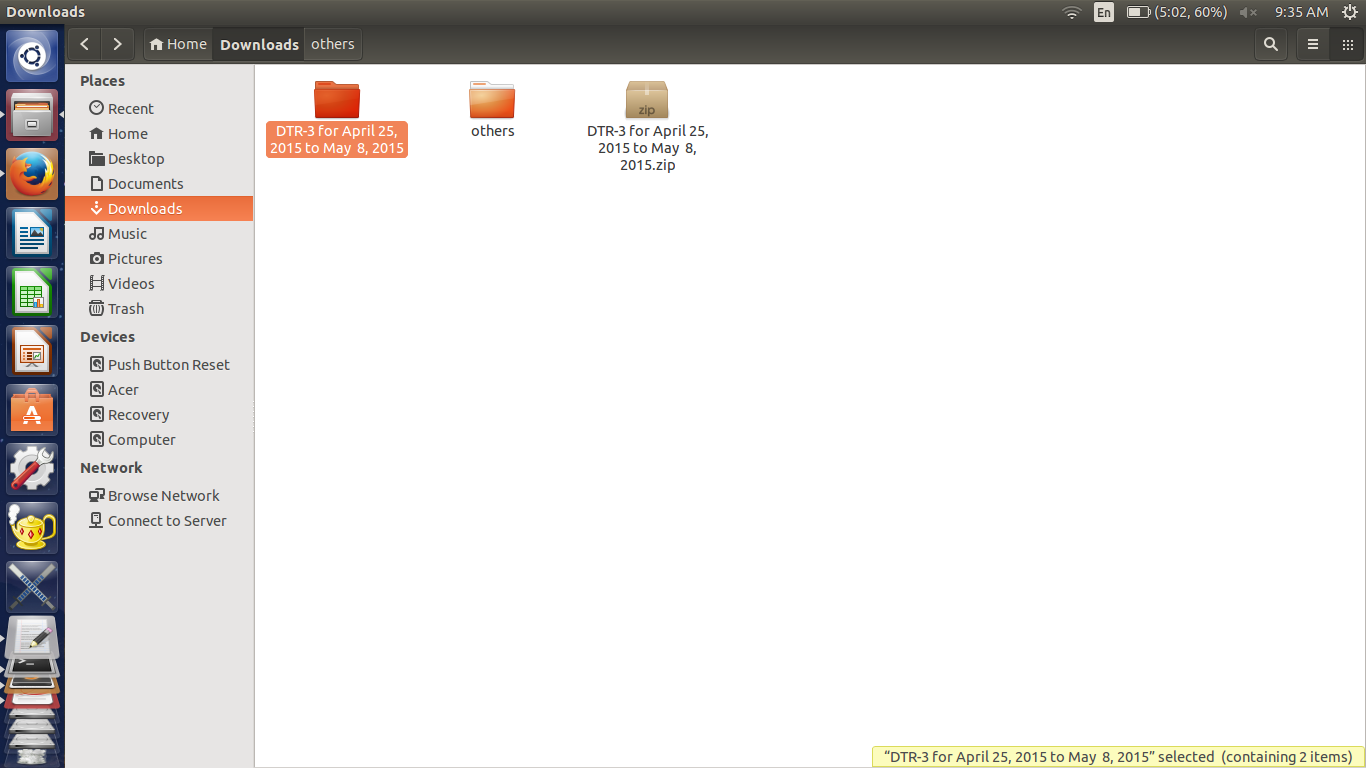 Downloads
En
(5:02, 60%)
9:35 AM
Home
Downloads
others
Places
Recent
Home
Desktop
Documents
Downloads
Music
Pictures
Videos
Trash
Devices
Push Button Reset
Acer
Recovery
Computer
Network
Browse Network
Connect to Server
DTR-3 for April 25,
2015 to May 8, 2015
others
zip
DTR-3 for April 25,
2015 to May 8,
2015.zip
“DTR-3 for April 25, 2015 to May 8, 2015” selected (containing 2 items)